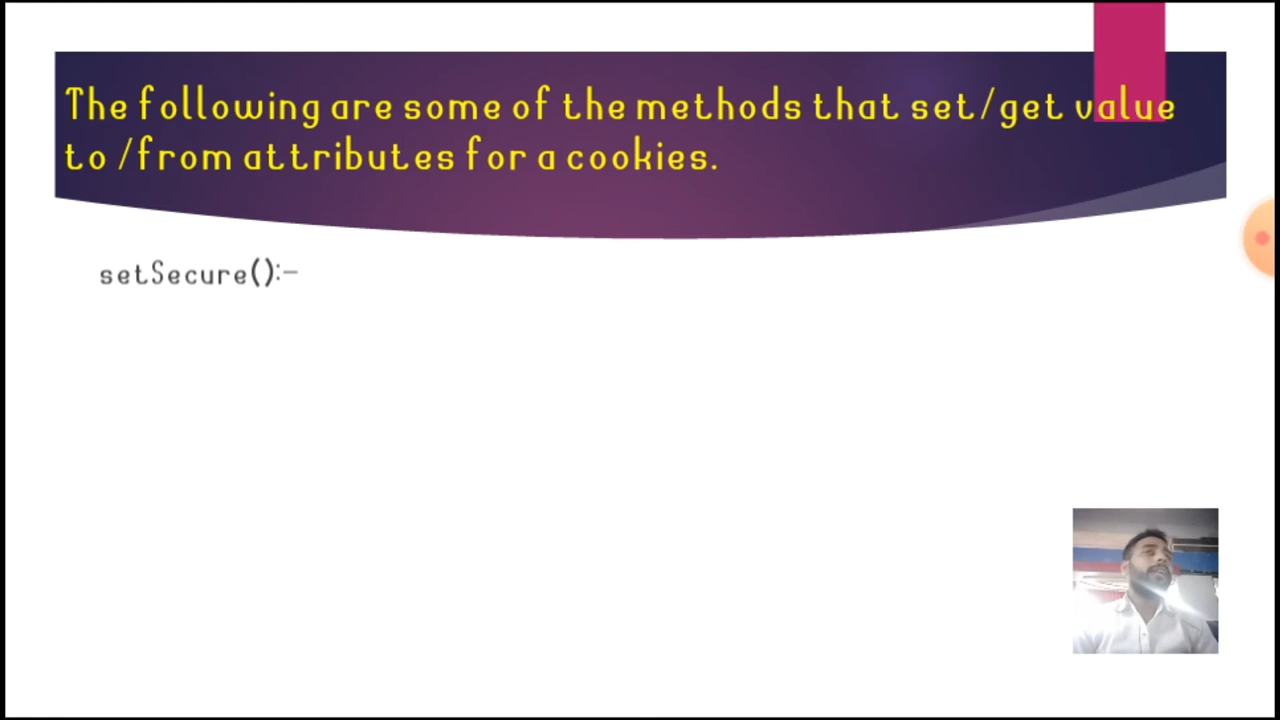 The following are some of the methods that set/get value
to /from attributes for a cookies.
setSecure():-